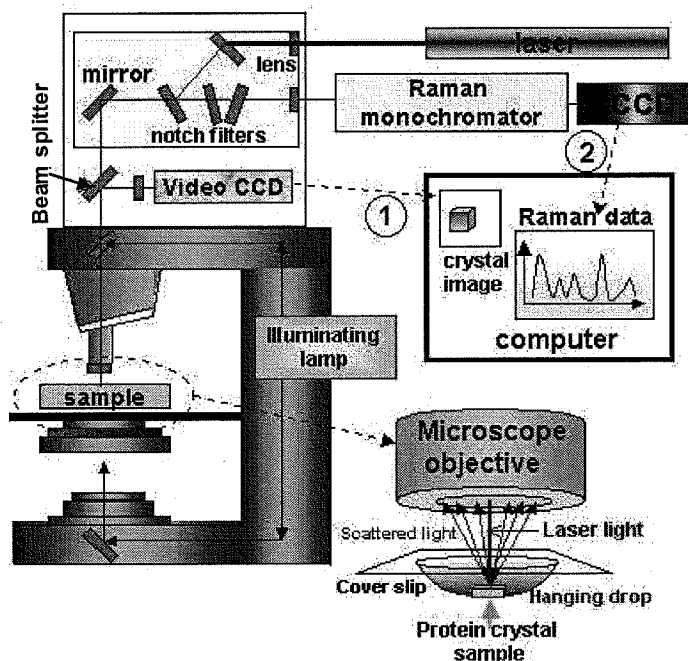 laser
lens
mirror
notch filters
Raman
monochromator
CCD
Beam splitter
Video CCD
1
2
crystal
image
Raman data
computer
Illuminating
lamp
sample
Microscope
objective
Scattered light
Laser light
Cover slip
Hanging drop
Protein crystal
sample